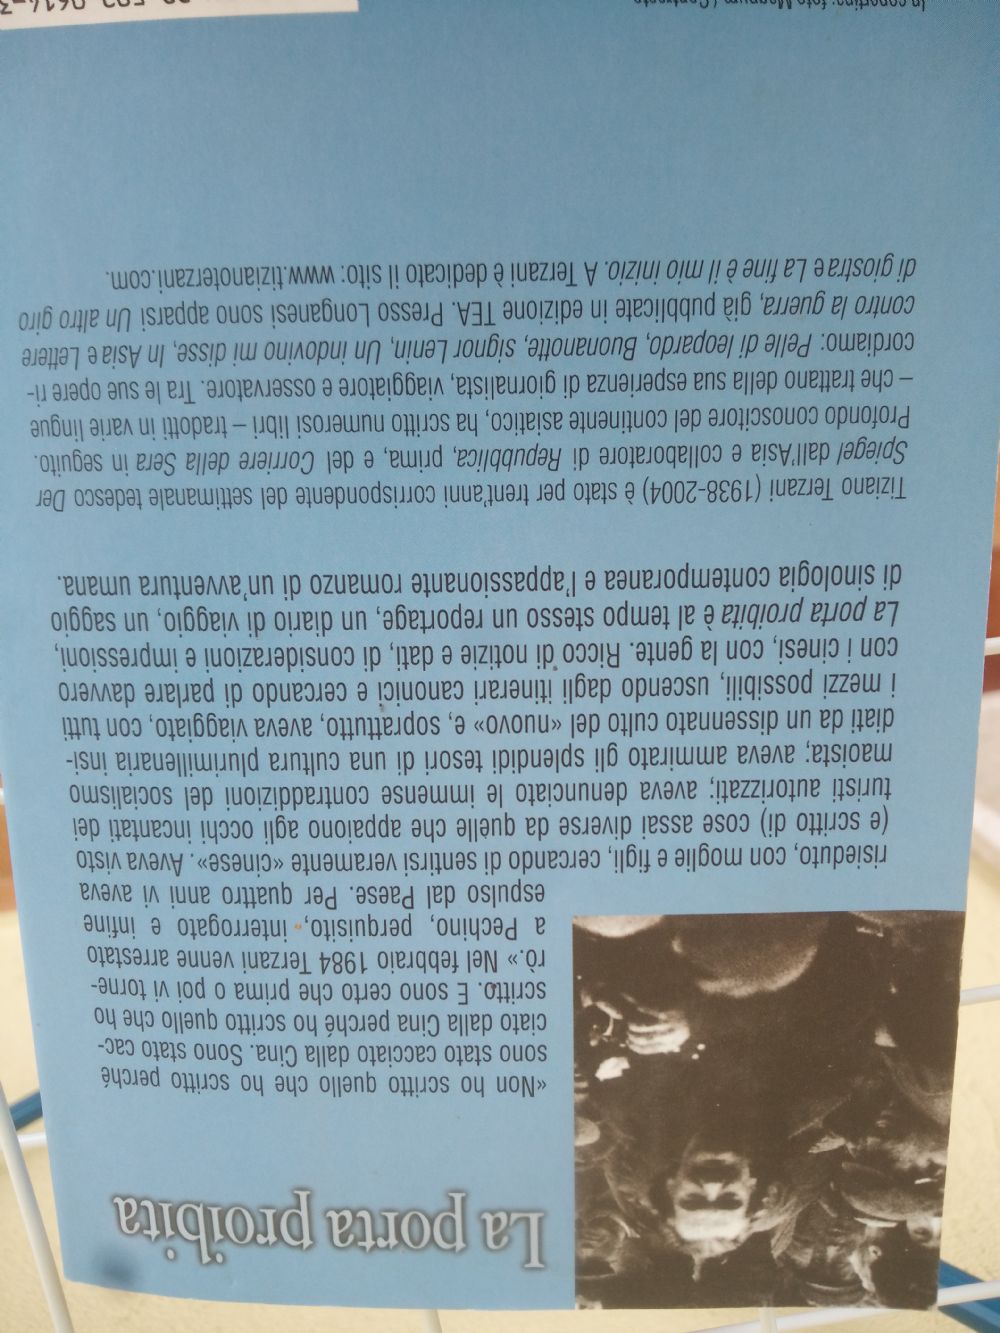 La porta proibita
«Non ho scritto quello che ho scritto perché
sono stato cacciato dalla Cina. Sono stato cac-
ciato dalla Cina perché ho scritto quello che ho
scritto. E sono certo che prima o poi vi torne-
rò.» Nel febbraio 1984 Terzani venne arrestato
a Pechino, perquisito, interrogato e infine
espulso dal Paese. Per quattro anni vi aveva
risieduto, con moglie e figli, cercando di sentirsi veramente «cinese». Aveva visto
(e scritto di) cose assai diverse da quelle che appaiono agli occhi incantati dei
turisti autorizzati; aveva denunciato le immense contraddizioni del socialismo
maoista; aveva ammirato gli splendidi tesori di una cultura plurimillenaria insi-
diati da un dissennato culto del «nuovo» e, soprattutto, aveva viaggiato, con tutti
i mezzi possibili, uscendo dagli itinerari canonici e cercando di parlare davvero
con i cinesi, con la gente. Ricco di notizie e dati, di considerazioni e impressioni,
La porta proibita è al tempo stesso un reportage, un diario di viaggio, un saggio
di sinologia contemporanea e l'appassionante romanzo di un'avventura umana.
Tiziano Terzani (1938-2004) è stato per trent'anni corrispondente del settimanale tedesco Der
Spiegel dall'Asia e collaboratore di Repubblica, prima, e del Corriere della Sera in seguito.
Profondo conoscitore del continente asiatico, ha scritto numerosi libri – tradotti in varie lingue
– che trattano della sua esperienza di giornalista, viaggiatore e osservatore. Tra le sue opere ri-
cordiamo: Pelle di leopardo, Buonanotte, signor Lenin, Un indovino mi disse, In Asia e Lettere
contro la guerra, già pubblicate in edizione TEA. Presso Longanesi sono apparsi Un altro giro
di giostra e La fine è il mio inizio. A Terzani è dedicato il sito: www.tizianoterzani.com.
In copertina: foto Magnum / Contrasto